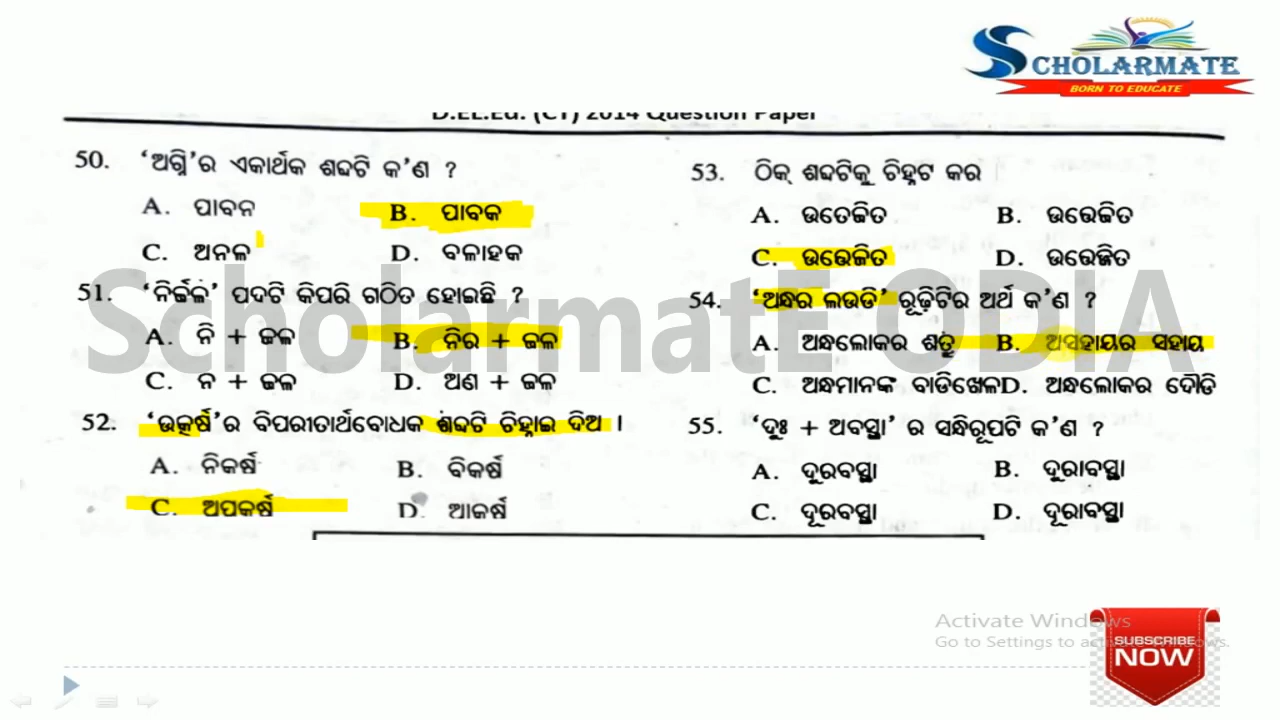 SCHOLARMATE
BORN TO EDUCATE
D.EL.Ed. (CT) 2014 Question Paper
50. ‘ଅଗ୍ନି’ର ଏକାର୍ଥକ ଶବ୍ଦଟି କ’ଣ ?
A. ପାବନ B. ପାବକ
C. ଅନଳ D. ବଳାହକ
51. ‘ନିର୍ଜ୍ଜଳ’ ପଦଟି କିପରି ଗଠିତ ହୋଇଛି ?
A. ନି + ଜଳ B. ନିର + ଜଳ
C. ନ + ଜଳ D. ଅଣ + ଜଳ
52. ‘ଉତ୍କର୍ଷ’ର ବିପରୀତାର୍ଥବୋଧକ ଶବ୍ଦଟି ଚିହ୍ନାଇ ଦିଅ ।
A. ନିକର୍ଷ B. ବିକର୍ଷ
C. ଅପକର୍ଷ D. ଆକର୍ଷ
53. ଠିକ୍ ଶବ୍ଦଟିକୁ ଚିହ୍ନଟ କର
A. ଉତେଜିତ B.
C. D.
54. ‘ଅନ୍ଧର ଲଉଡି’ ରୂଢ଼ିଟିର ଅର୍ଥ କ’ଣ ?
A. ଅନ୍ଧଲୋକର ଶତ୍ରୁ B. ଅସହାୟର ସହାୟ
C. ଅନ୍ଧମାନଙ୍କ ବାଡିଖେଳ D. ଅନ୍ଧଲୋକର ଦୌଡି
55. ‘ଦୁଃ + ଅବସ୍ଥା’ ର ସନ୍ଧିରୂପଟି କ’ଣ ?
A. ଦୁରବସ୍ଥା B. ଦୁରାବସ୍ଥା
C. ଦୂରବସ୍ଥା D. ଦୂରାବସ୍ଥା
ScholarmatE ODIA
Activate Windows
Go to Settings to activate Windows.
SUBSCRIBE
NOW